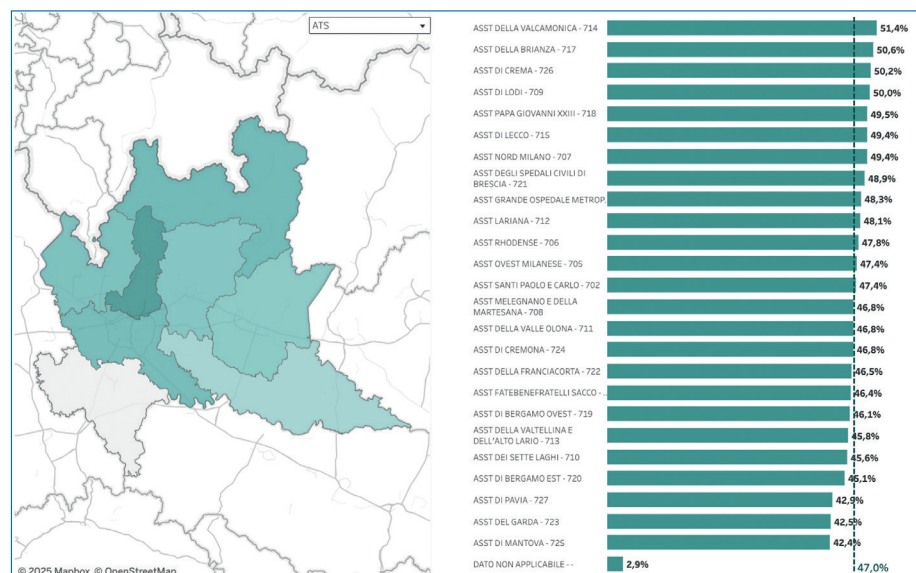 ATS
ASST DELLA VALCAMONICA - 714
51,4%
ASST DELLA BRIANZA - 717
50,6%
ASST DI CREMA - 726
50,2%
ASST DI LODI - 709
50,0%
ASST PAPA GIOVANNI XXIII - 718
49,5%
ASST DI LECCO - 715
49,4%
ASST NORD MILANO - 707
49,4%
ASST DEGLI SPEDALI CIVILI DI
BRESCIA - 721
48,9%
ASST GRANDE OSPEDALE METROP..
48,3%
ASST LARIANA - 712
48,1%
ASST RHODENSE - 706
47,8%
ASST OVEST MILANESE - 705
47,4%
ASST SANTI PAOLO E CARLO - 702
47,4%
ASST MELEGNANO E DELLA
MARTESANA - 708
46,8%
ASST DELLA VALLE OLONA - 711
46,8%
ASST DI CREMONA - 724
46,8%
ASST DELLA FRANCIACORTA - 722
46,5%
ASST FATEBENEFRATELLI SACCO - ..
46,4%
ASST DI BERGAMO OVEST - 719
46,1%
ASST DELLA VALTELLINA E
DELL'ALTO LARIO - 713
45,8%
ASST DEI SETTE LAGHI - 710
45,6%
ASST DI BERGAMO EST - 720
45,1%
ASST DI PAVIA - 727
42,9%
ASST DEL GARDA - 723
42,5%
ASST DI MANTOVA - 725
42,4%
DATO NON APPLICABILE - -
2,9%
47,0%
© 2025 Mapbox © OpenStreetMap